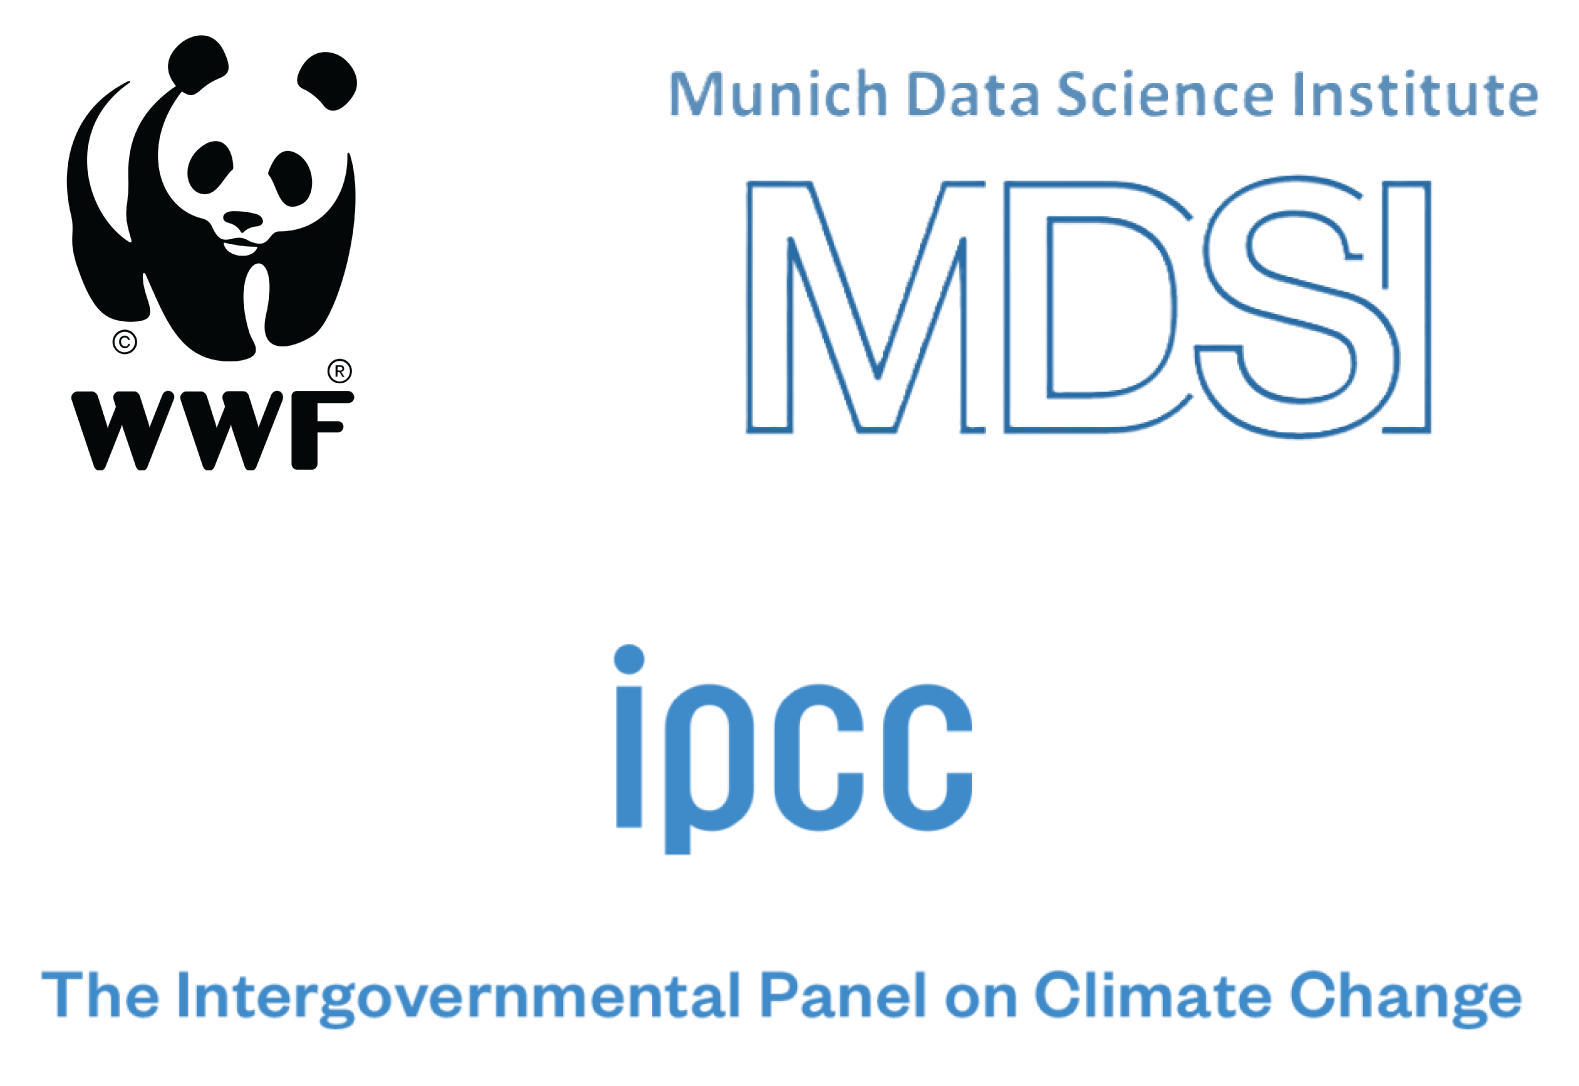 Munich Data Science Institute
MDSI
©
®
WWF
ipcc
The Intergovernmental Panel on Climate Change